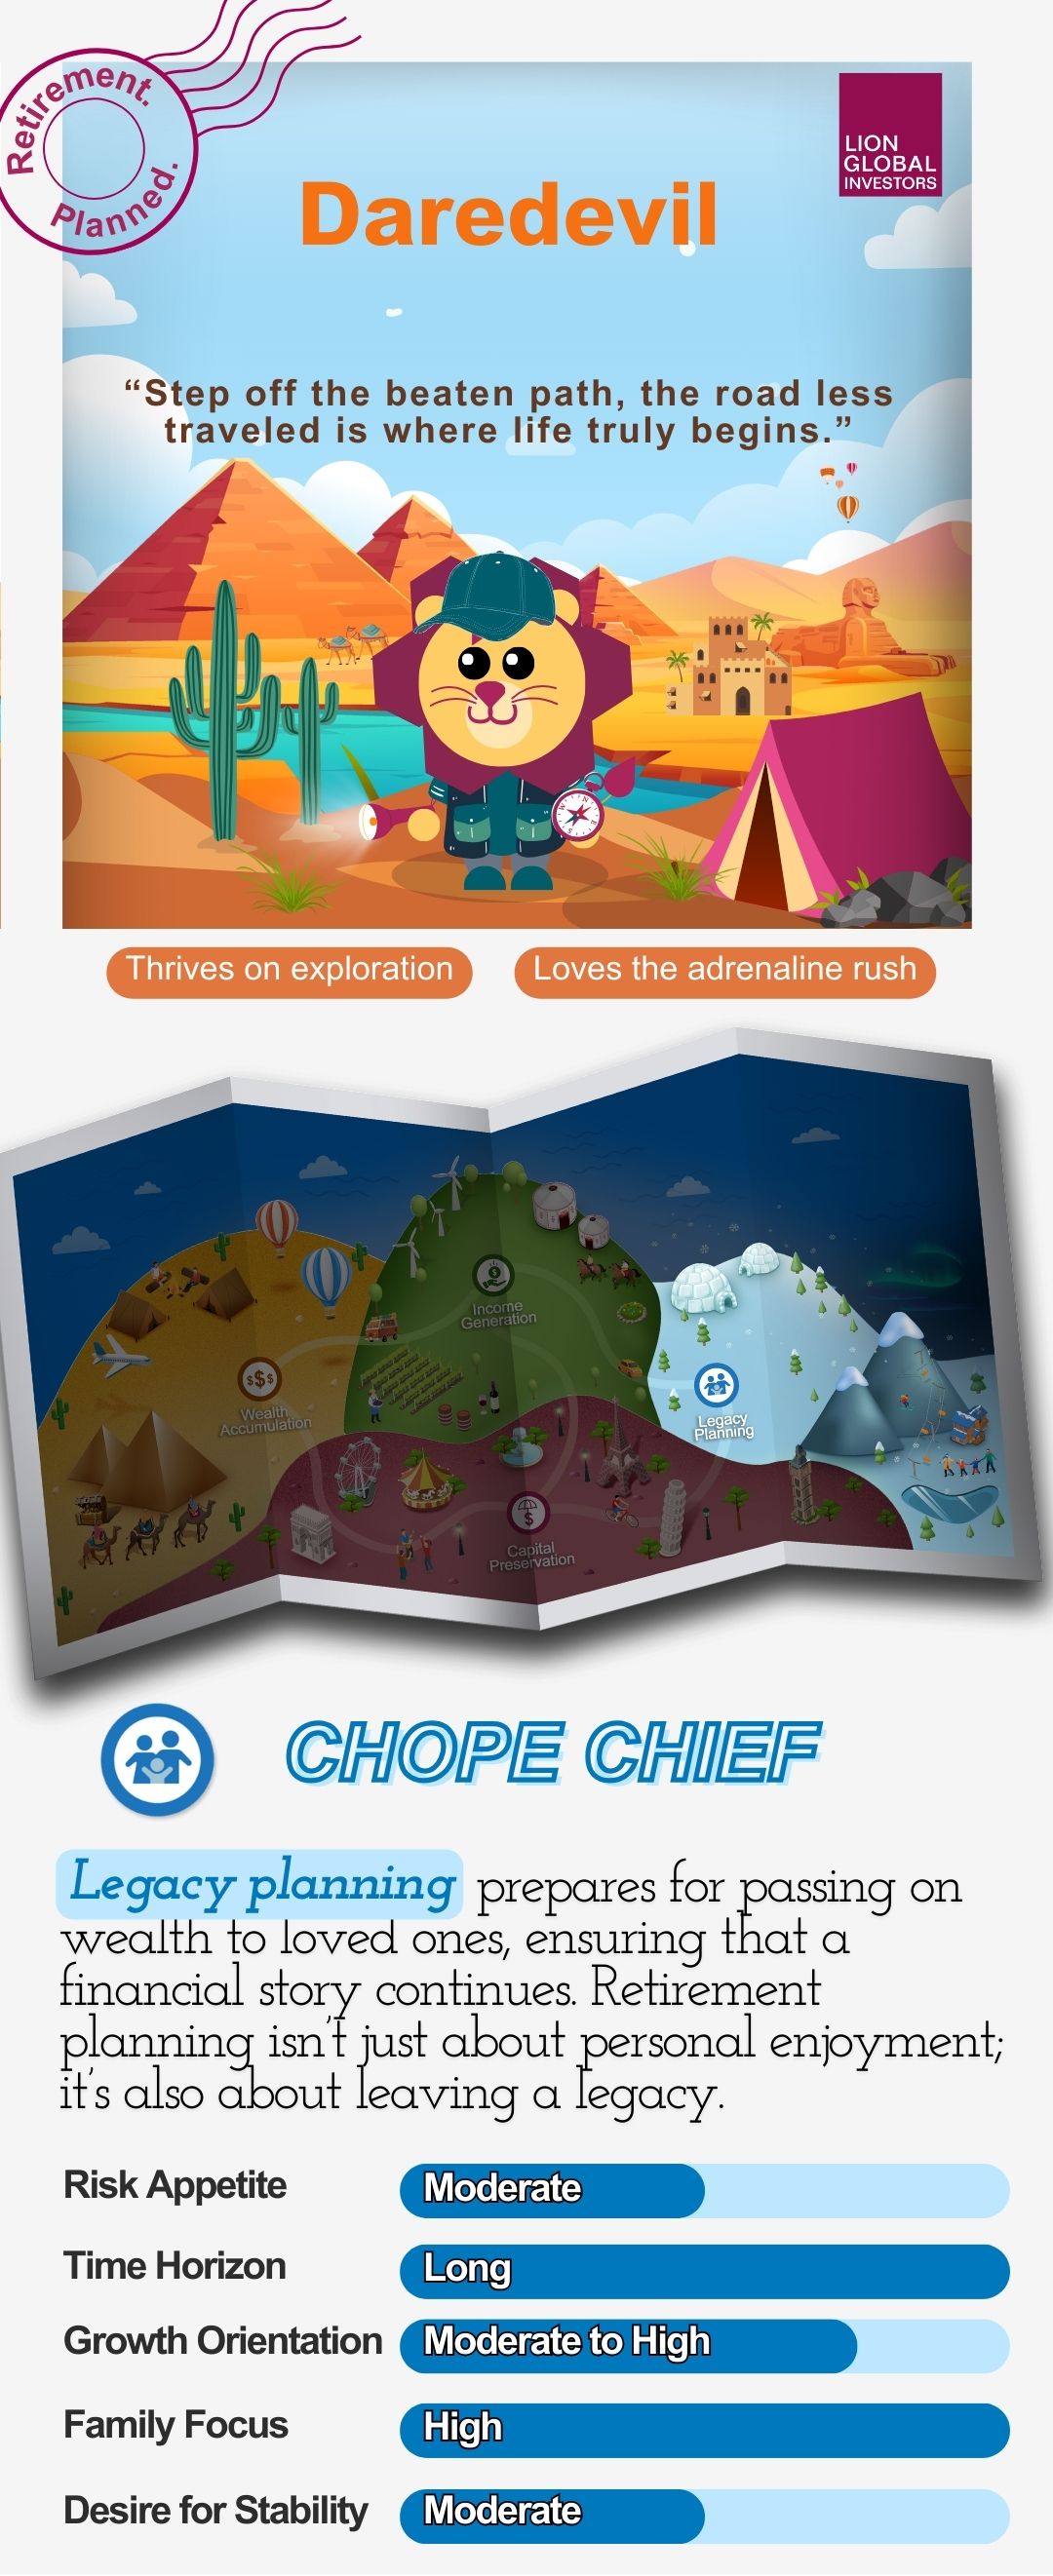 Retirement.
Planned.
LION
GLOBAL
INVESTORS
Daredevil
“Step off the beaten path, the road less
traveled is where life truly begins.”
Thrives on exploration
Loves the adrenaline rush
Income
Generation
$$$
Wealth
Accumulation
Legacy
Planning
Capital
Preservation
CHOPE CHIEF
Legacy planning prepares for passing on
wealth to loved ones, ensuring that a
financial story continues. Retirement
planning isn't just about personal enjoyment;
it's also about leaving a legacy.
Risk Appetite Moderate
Time Horizon Long
Growth Orientation Moderate to High
Family Focus High
Desire for Stability Moderate